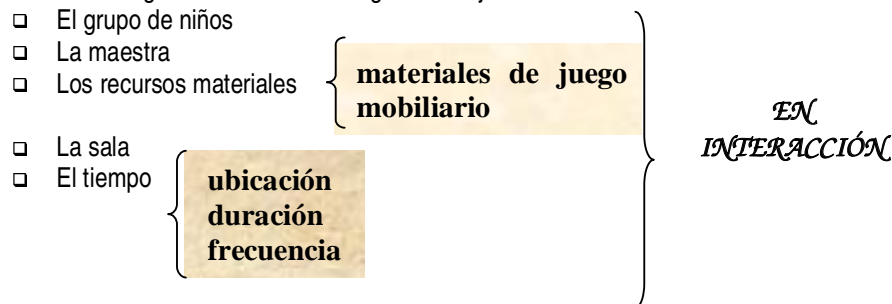 ❑ El grupo de niños
❑ La maestra
❑ Los recursos materiales
materiales de juego
mobiliario
❑ La sala
❑ El tiempo
ubicación
duración
frecuencia
EN
INTERACCIÓN